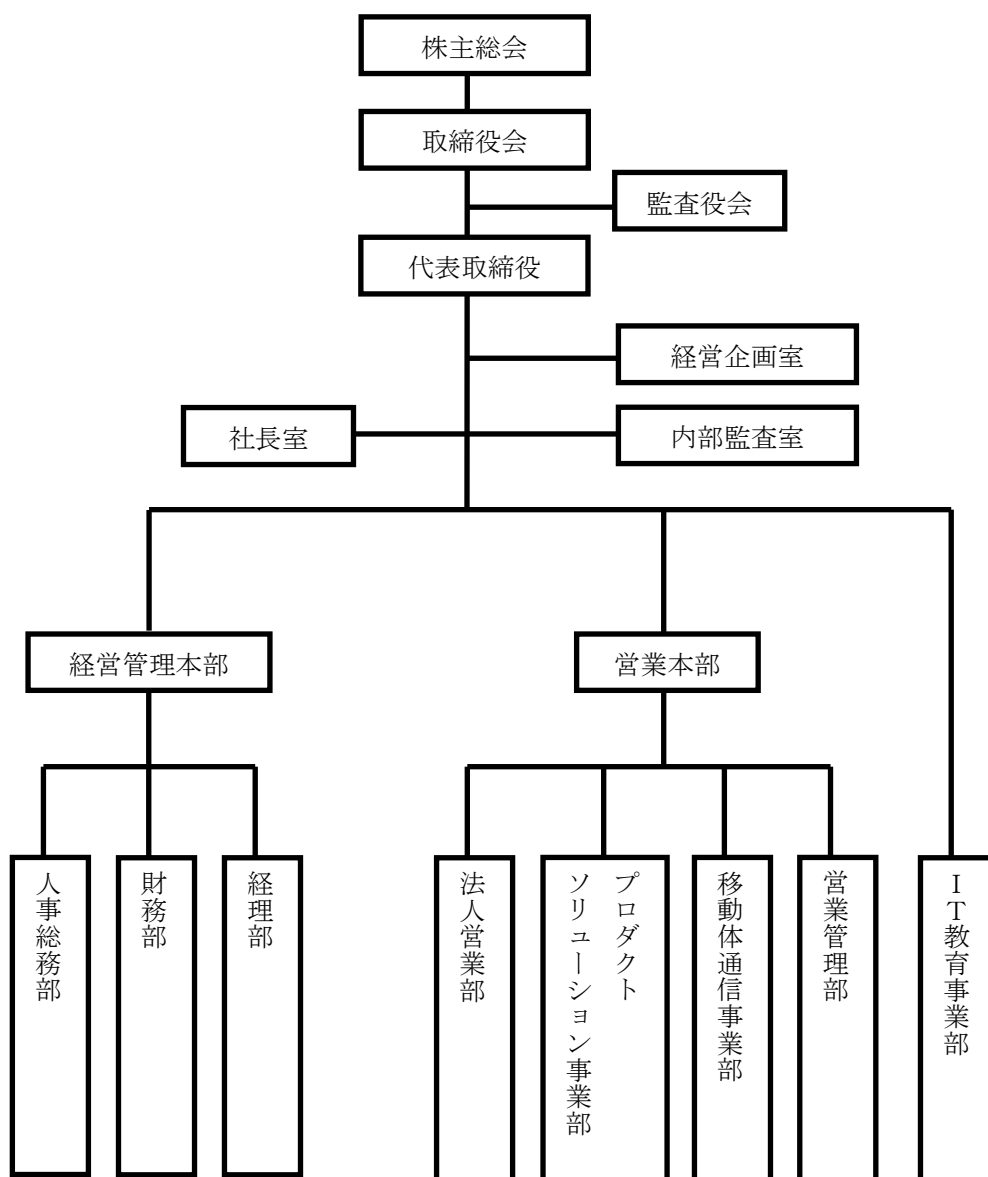 株主総会
取締役会
監査役会
代表取締役
経営企画室
社長室
内部監査室
経営管理本部
営業本部
人事総務部
財務部
経理部
法人営業部
プロダクト
ソリューション事業部
移動体通信事業部
営業管理部
IT教育事業部